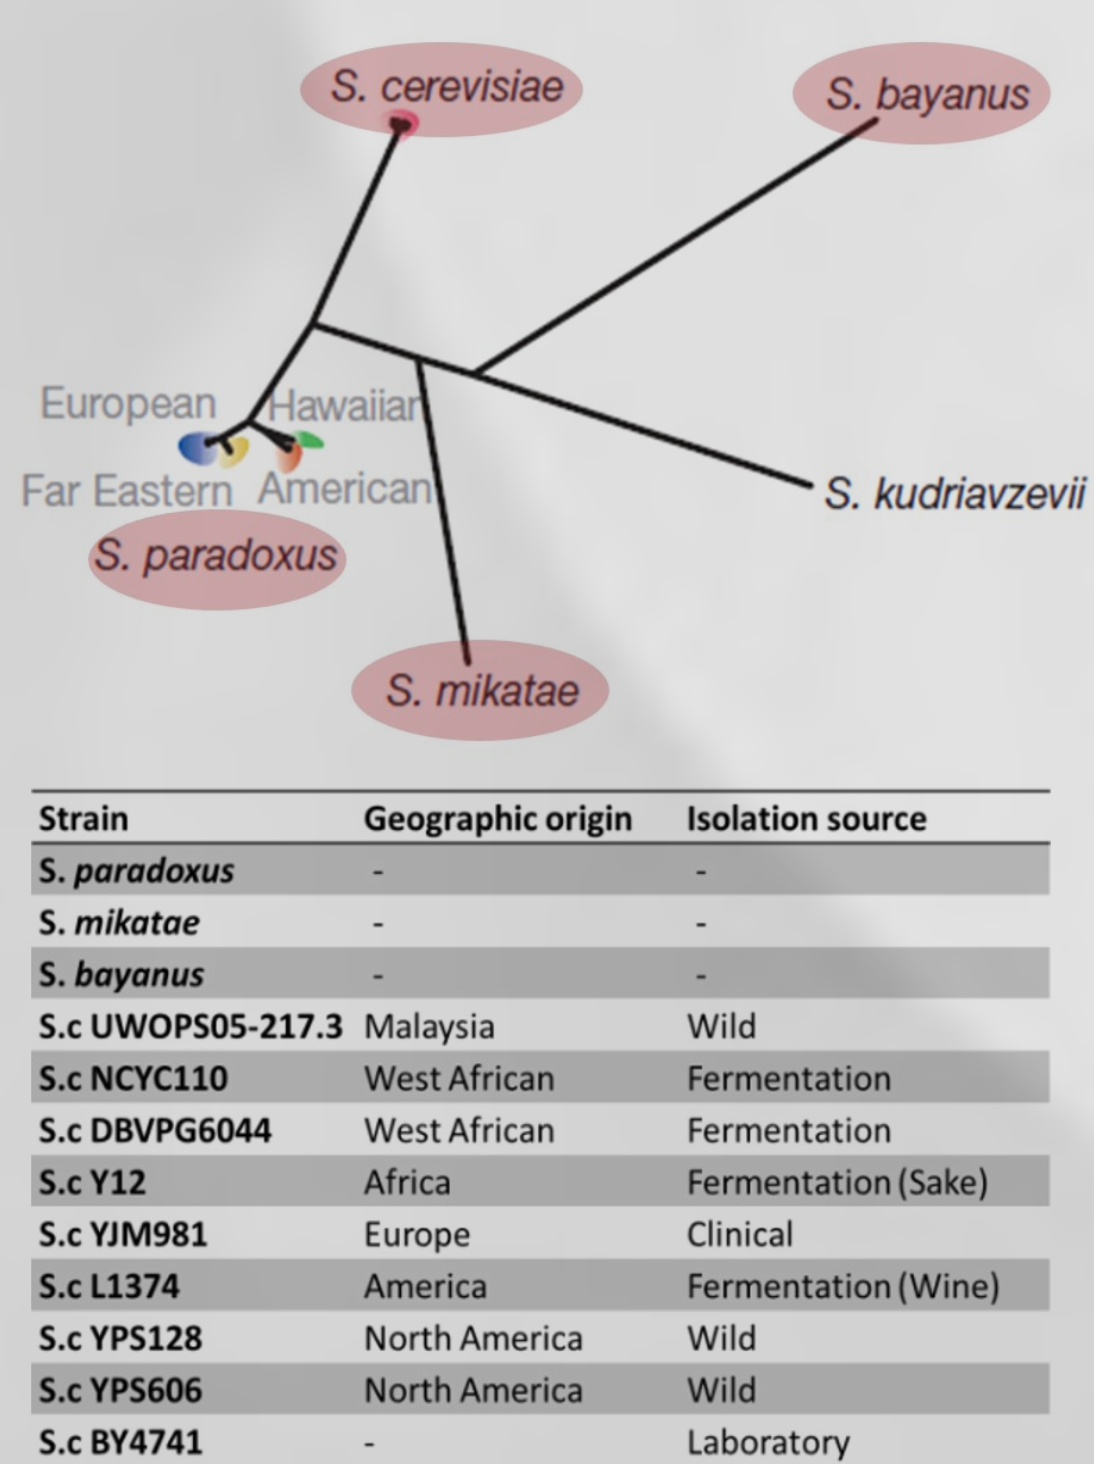 S. cerevisiae
S. bayanus
European
Hawaiian
Far Eastern
American
S. kudriavzevii
S. paradoxus
S. mikatae
Strain Geographic origin Isolation source
S. paradoxus - -
S. mikatae - -
S. bayanus - -
S.c UWOPS05-217.3 Malaysia Wild
S.c NCYC110 West African Fermentation
S.c DBVPG6044 West African Fermentation
S.c Y12 Africa Fermentation (Sake)
S.c YJM981 Europe Clinical
S.c L1374 America Fermentation (Wine)
S.c YPS128 North America Wild
S.c YPS606 North America Wild
S.c BY4741 - Laboratory